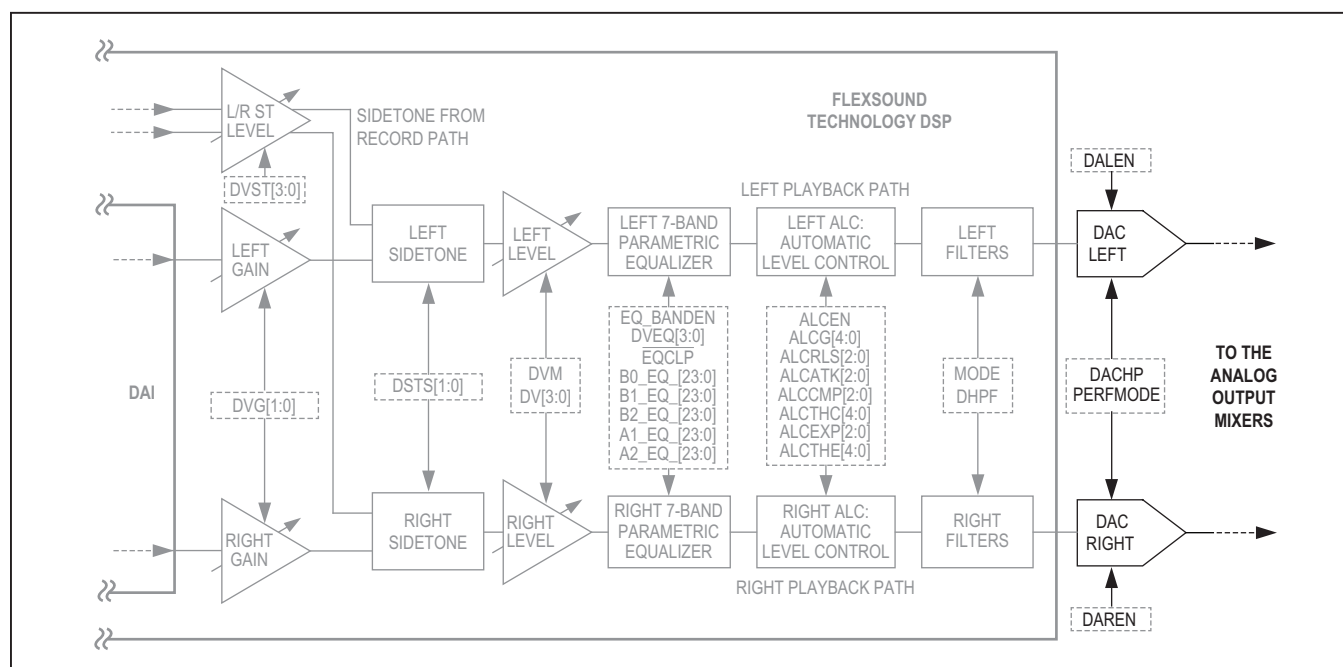 L/R ST
LEVEL
SIDETONE FROM
RECORD PATH
FLEXSOUND
TECHNOLOGY DSP
DVST[3:0]
LEFT PLAYBACK PATH
DALEN
LEFT
GAIN
LEFT
SIDETONE
LEFT
LEVEL
LEFT 7-BAND
PARAMETRIC
EQUALIZER
LEFT ALC:
AUTOMATIC
LEVEL CONTROL
LEFT
FILTERS
DAC
LEFT
DAI
DVG[1:0]
DSTS[1:0]
DVM
DV[3:0]
EQ_BANDEN
DVEQ[3:0]
EQCLP
B0_EQ_[23:0]
B1_EQ_[23:0]
B2_EQ_[23:0]
A1_EQ_[23:0]
A2_EQ_[23:0]
ALCEN
ALCG[4:0]
ALCRLS[2:0]
ALCATK[2:0]
ALCCMP[2:0]
ALCTHC[4:0]
ALCEXP[2:0]
ALCTHE[4:0]
MODE
DHPF
DACHP
PERFMODE
TO THE
ANALOG
OUTPUT
MIXERS
RIGHT
GAIN
RIGHT
SIDETONE
RIGHT
LEVEL
RIGHT 7-BAND
PARAMETRIC
EQUALIZER
RIGHT ALC:
AUTOMATIC
LEVEL CONTROL
RIGHT
FILTERS
DAC
RIGHT
RIGHT PLAYBACK PATH
DAREN